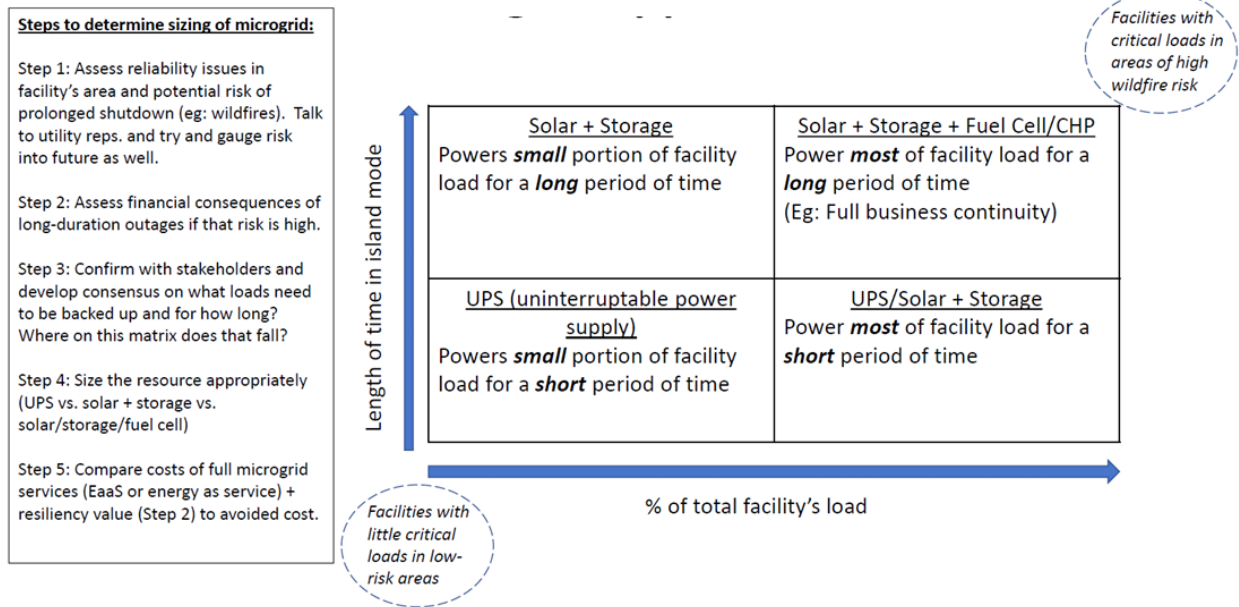 Steps to determine sizing of microgrid:
Step 1: Assess reliability issues in
facility's area and potential risk of
prolonged shutdown (eg: wildfires). Talk
to utility reps. and try and gauge risk
into future as well.
Step 2: Assess financial consequences of
long-duration outages if that risk is high.
Step 3: Confirm with stakeholders and
develop consensus on what loads need
to be backed up and for how long?
Where on this matrix does that fall?
Step 4: Size the resource appropriately
(UPS vs. solar + storage vs.
solar/storage/fuel cell)
Step 5: Compare costs of full microgrid
services (EaaS or energy as service) +
resiliency value (Step 2) to avoided cost.
Facilities with
critical loads in
areas of high
wildfire risk
Length of time in island mode
Solar + Storage
Powers small portion of facility
load for a long period of time
Solar + Storage + Fuel Cell/CHP
Power most of facility load for a
long period of time
(Eg: Full business continuity)
UPS (uninterruptable power
supply)
Powers small portion of facility
load for a short period of time
UPS/Solar + Storage
Power most of facility load for a
short period of time
% of total facility's load
Facilities with
little critical
loads in low-
risk areas